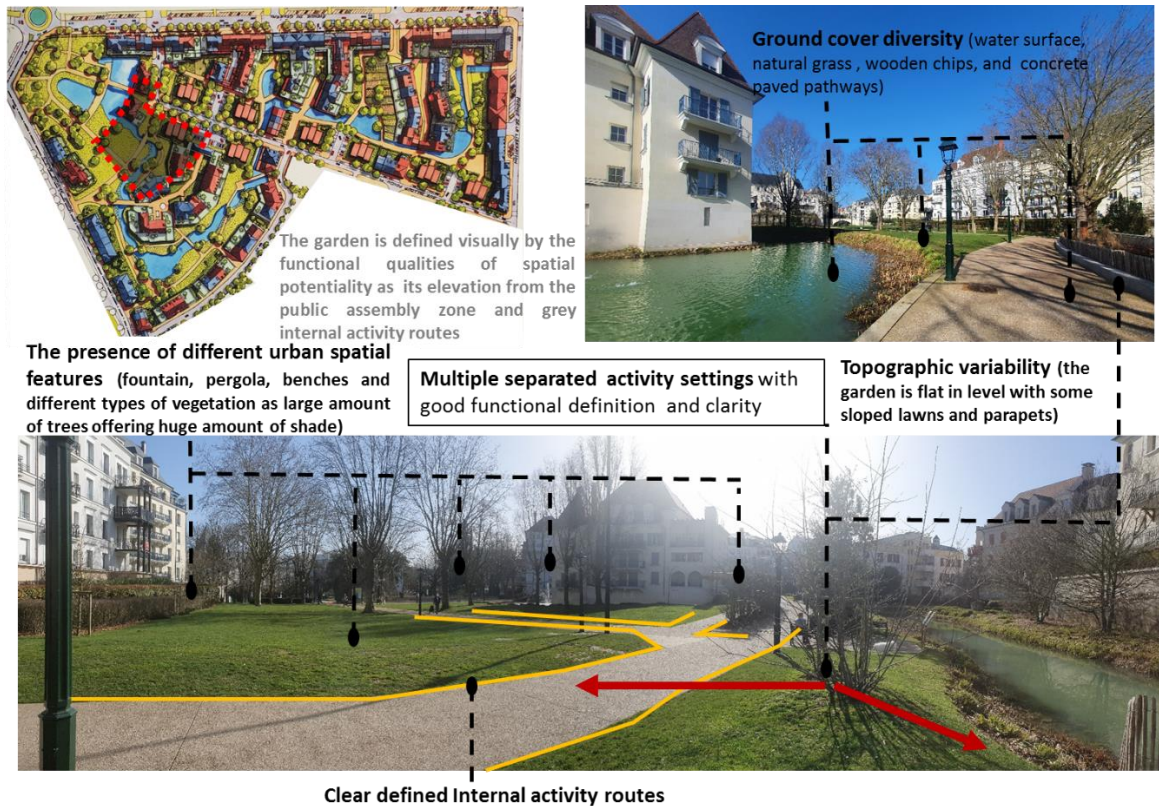 Ground cover diversity (water surface,
natural grass , wooden chips, and concrete
paved pathways)
The garden is defined visually by the
functional qualities of spatial
potentiality as its elevation from the
public assembly zone and grey
internal activity routes
The presence of different urban spatial
features (fountain, pergola, benches and
different types of vegetation as large amount
of trees offering huge amount of shade)
Multiple separated activity settings with
good functional definition and clarity
Topographic variability (the
garden is flat in level with some
sloped lawns and parapets)
Clear defined Internal activity routes